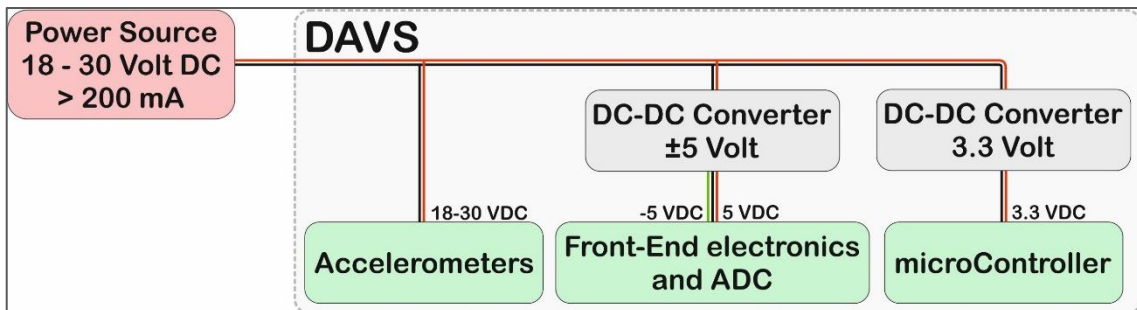 Power Source
18 - 30 Volt DC
> 200 mA
DAVS
DC-DC Converter
±5 Volt
DC-DC Converter
3.3 Volt
18-30 VDC
-5 VDC
5 VDC
3.3 VDC
Accelerometers
Front-End electronics
and ADC
microController